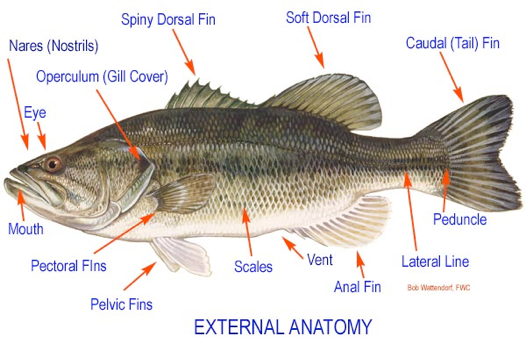 Spiny Dorsal Fin
Soft Dorsal Fin
Caudal (Tail) Fin
Nares (Nostrils)
Operculum (Gill Cover)
Eye
Mouth
Pectoral FIns
Pelvic Fins
Scales
Vent
Anal Fin
Lateral Line
Peduncle
Bob Wattendorf, FWC
EXTERNAL ANATOMY